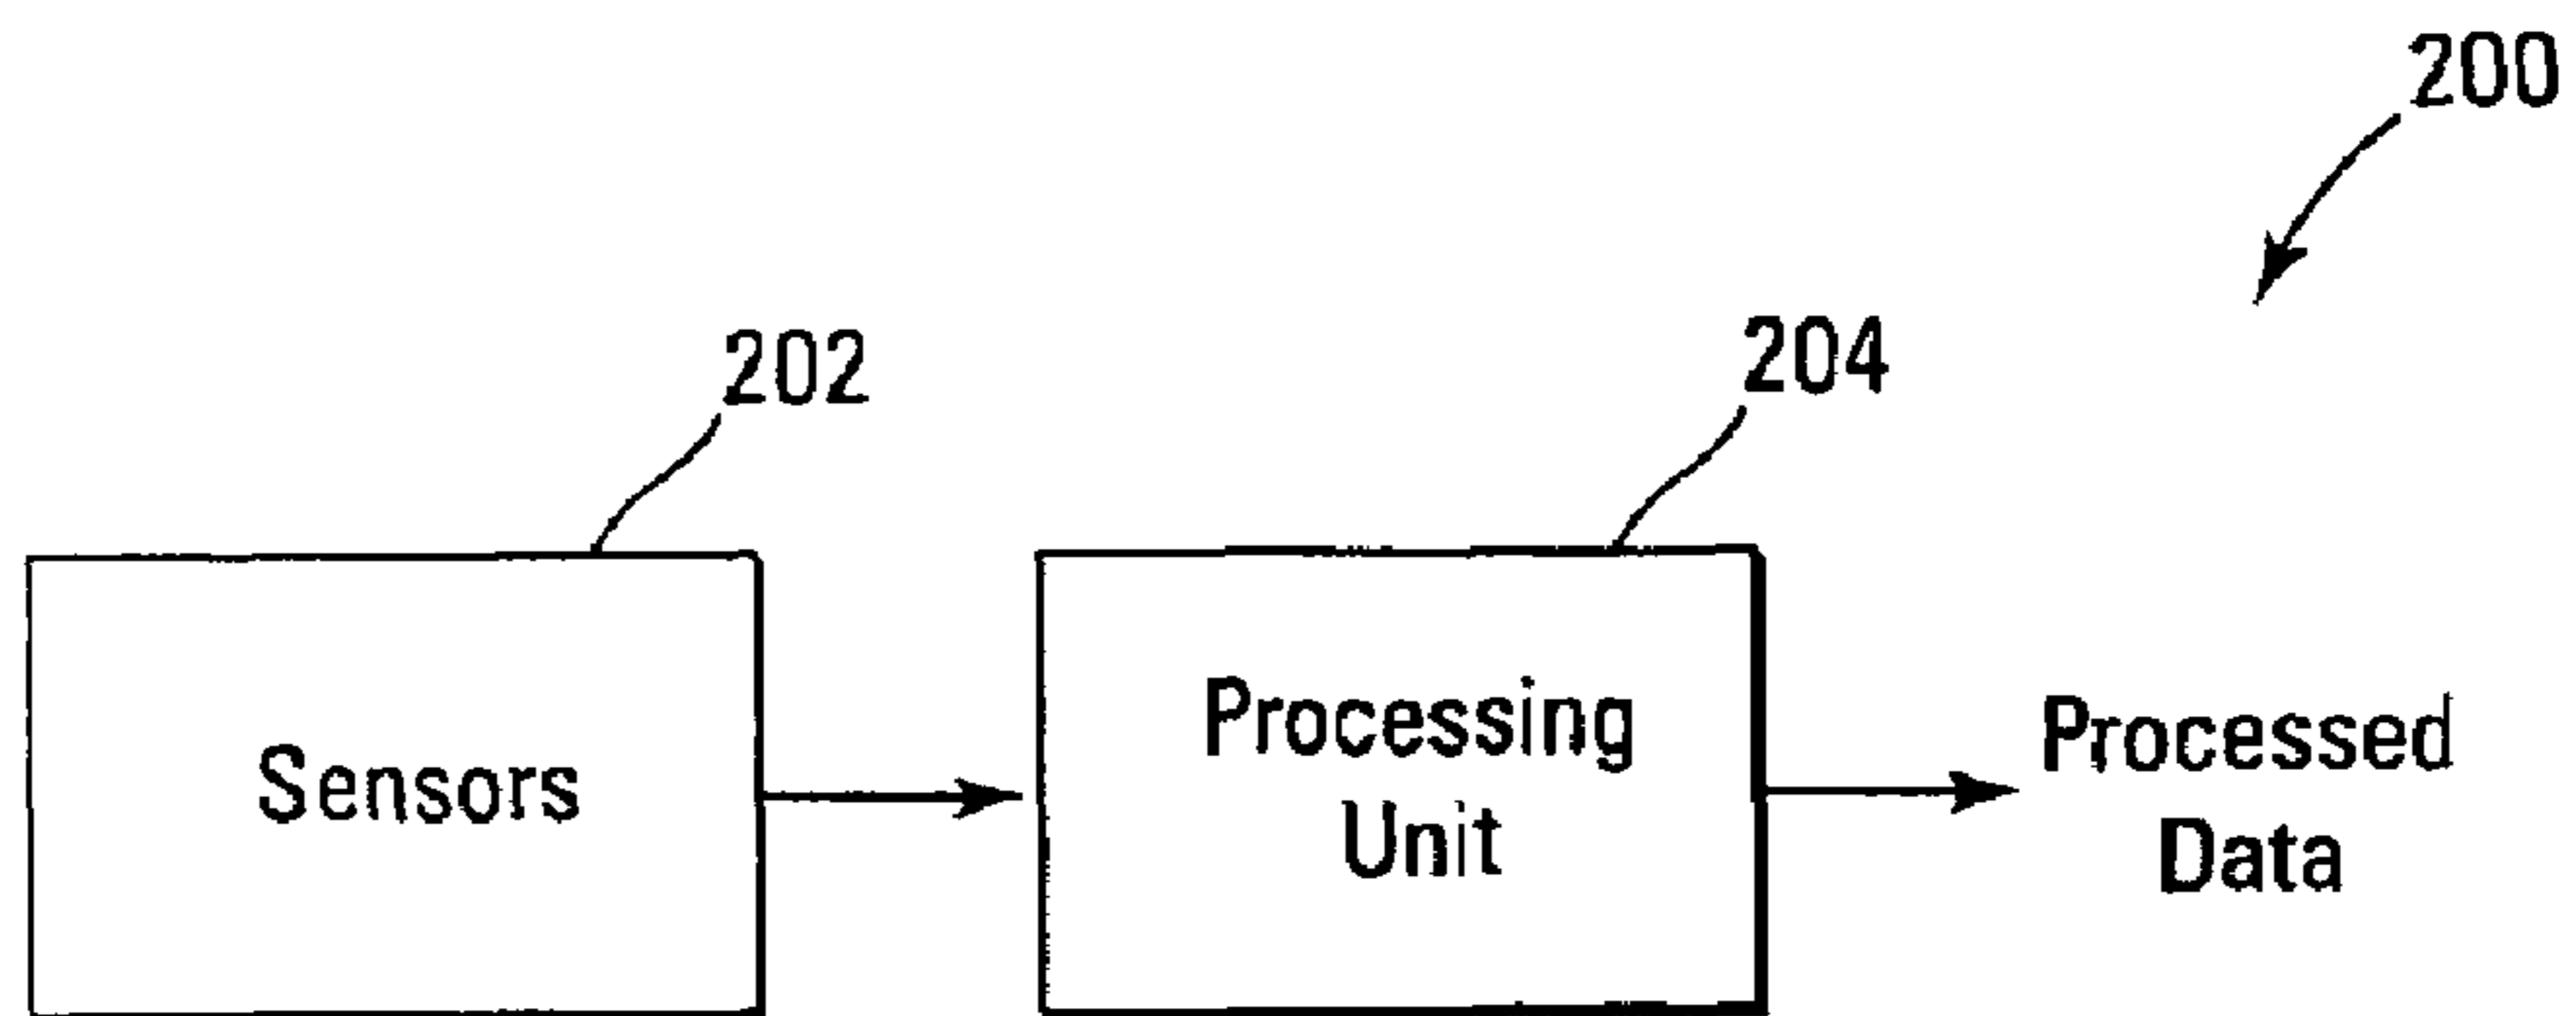 200
202
204
Sensors
Processing
Unit
Processed
Data